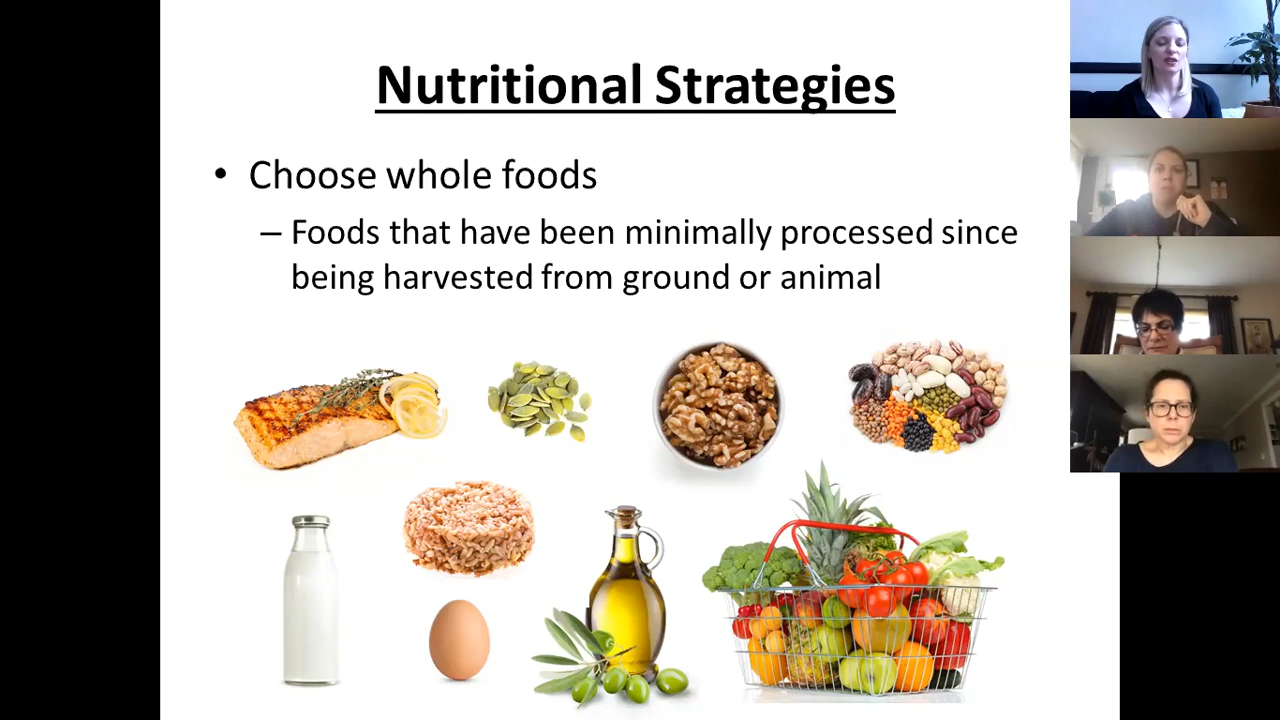 Nutritional Strategies
• Choose whole foods
– Foods that have been minimally processed since
being harvested from ground or animal